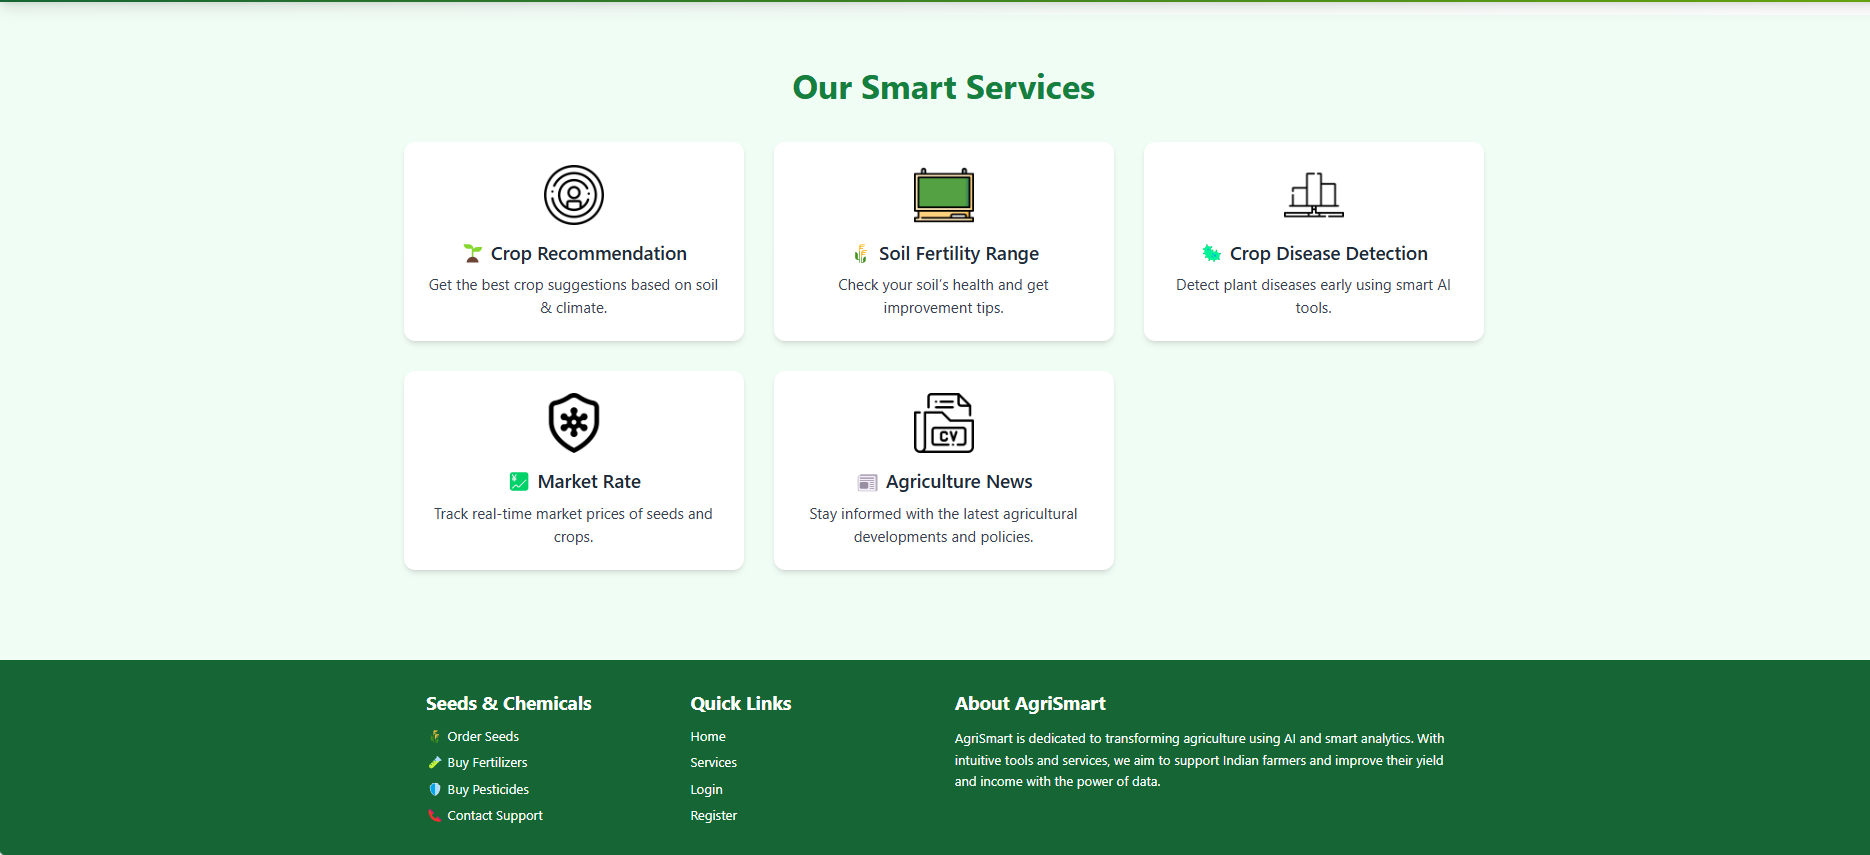 Our Smart Services
Crop Recommendation
Get the best crop suggestions based on soil
& climate.
Soil Fertility Range
Check your soil's health and get
improvement tips.
Crop Disease Detection
Detect plant diseases early using smart AI
tools.
Market Rate
Track real-time market prices of seeds and
crops.
CV
Agriculture News
Stay informed with the latest agricultural
developments and policies.
Seeds & Chemicals
Order Seeds
Buy Fertilizers
Buy Pesticides
Contact Support
Quick Links
Home
Services
Login
Register
About AgriSmart
AgriSmart is dedicated to transforming agriculture using AI and smart analytics. With
intuitive tools and services, we aim to support Indian farmers and improve their yield
and income with the power of data.